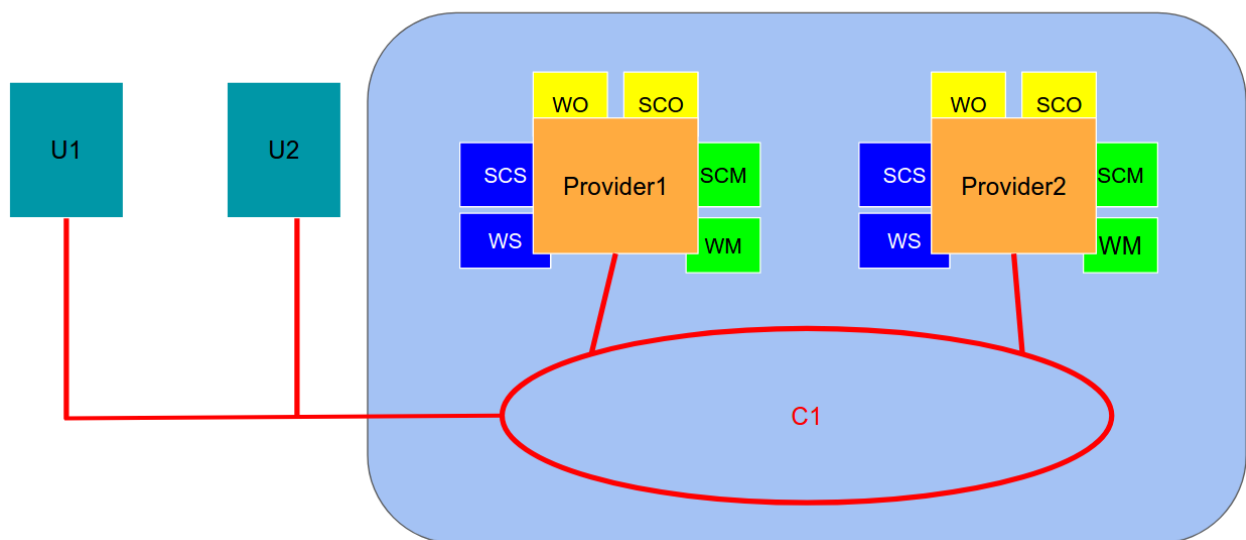 U1
U2
WO
SCO
SCS
Provider1
SCM
WS
WM
WO
SCO
SCS
Provider2
SCM
WS
WM
C1